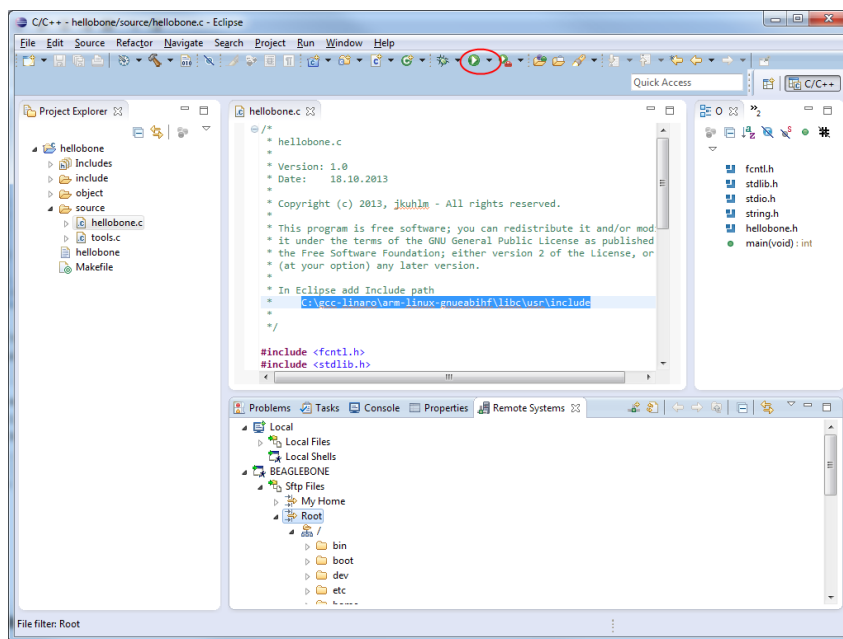 C/C++ - hellobone/source/hellobone.c - Eclipse
File Edit Source Refactor Navigate Search Project Run Window Help
Quick Access
C/C++
Project Explorer
hellobone
Includes
include
object
source
hellobone.c
tools.c
hellobone
Makefile
hellobone.c
/*
* hellobone.c
*
* Version: 1.0
* Date: 18.10.2013
*
* Copyright (c) 2013, jkuhlm - All rights reserved.
*
* This program is free software; you can redistribute it and/or mod
* it under the terms of the GNU General Public License as published
* the Free Software Foundation; either version 2 of the License, or
* (at your option) any later version.
*
* In Eclipse add Include path
* C:\gcc-linaro\arm-linux-gnueabihf\libc\usr\include
*
*/
#include <fcntl.h>
#include <stdlib.h>
O »2
fcntl.h
stdlib.h
stdio.h
string.h
hellobone.h
main(void) : int
Problems Tasks Console Properties Remote Systems
Local
Local Files
Local Shells
BEAGLEBONE
Sftp Files
My Home
Root
/
bin
boot
dev
etc
File filter: Root